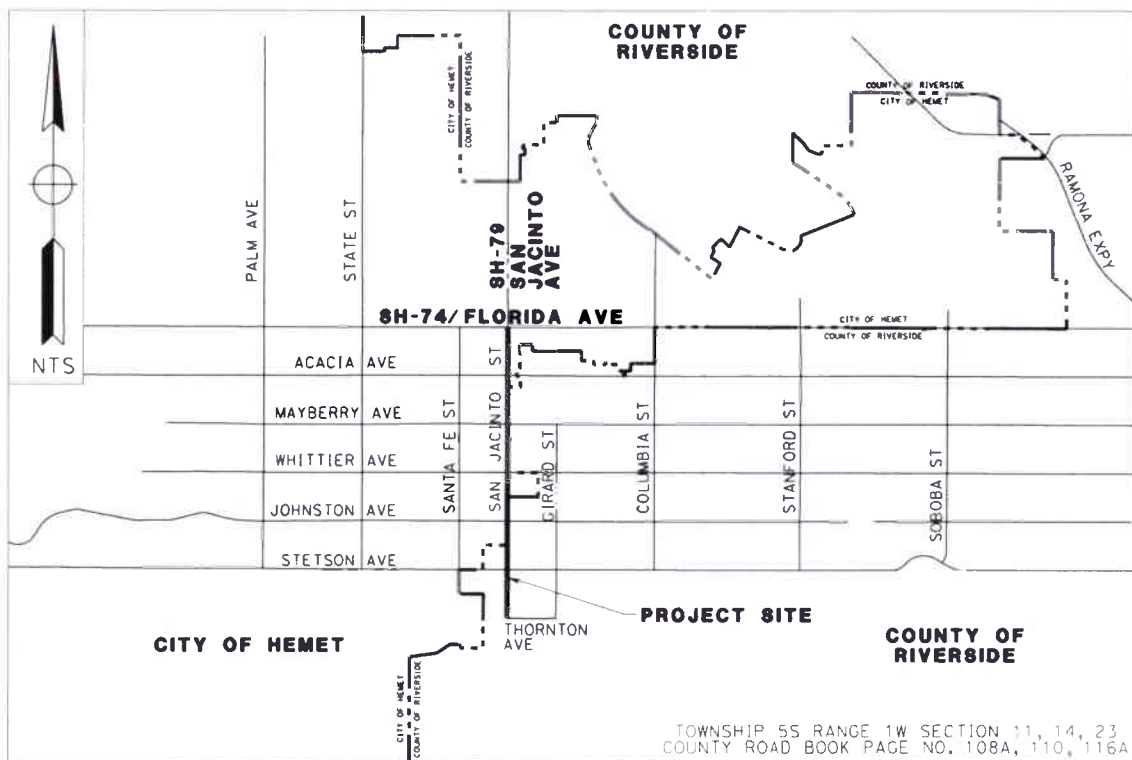 COUNTY OF
RIVERSIDE
CITY OF HEMET
COUNTY OF RIVERSIDE
COUNTY OF RIVERSIDE
CITY OF HEMET
RAMONA EXPY
PALM AVE
STATE ST
SH-79
SAN
JACINTO
AVE
SH-74/FLORIDA AVE
CITY OF HEMET
COUNTY OF RIVERSIDE
NTS
ACACIA AVE
MAYBERRY AVE
WHITTIER AVE
JOHNSTON AVE
STETSON AVE
SANTA FE ST
SAN JACINTO ST
GIRARD ST
COLUMBIA ST
STANFORD ST
SOBOBA ST
PROJECT SITE
THORNTON
AVE
CITY OF HEMET
COUNTY OF
RIVERSIDE
CITY OF HEMET
COUNTY OF RIVERSIDE
TOWNSHIP 5S RANGE 1W SECTION 11, 14, 23
COUNTY ROAD BOOK PAGE NO. 108A, 110, 116A